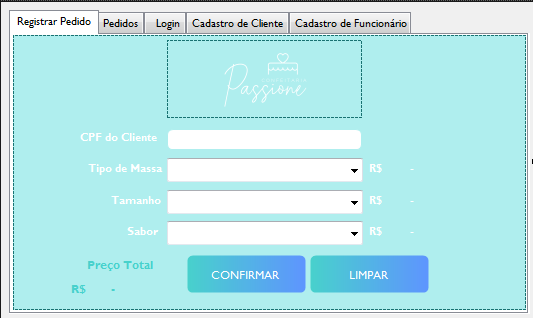 Registrar Pedido Pedidos Login Cadastro de Cliente Cadastro de Funcionário
CONFEITARIA
Passione
CPF do Cliente
Tipo de Massa R$ -
Tamanho R$ -
Sabor R$ -
Preço Total
R$ -
CONFIRMAR LIMPAR